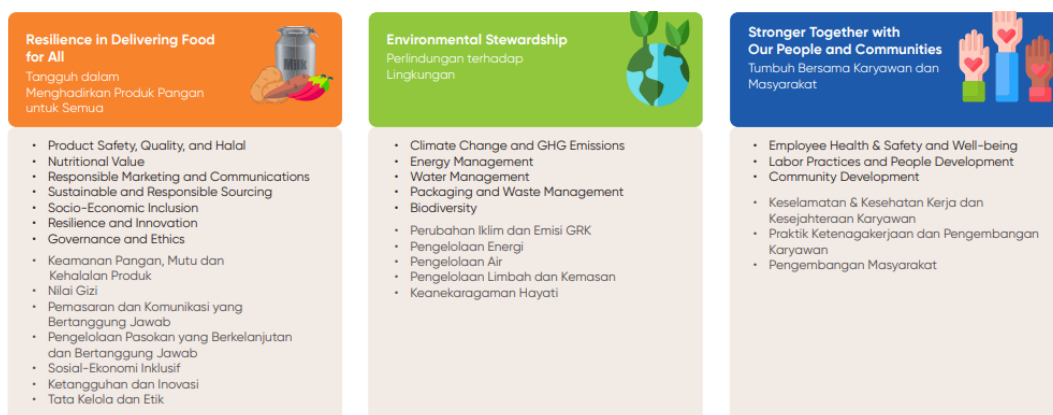 Resilience in Delivering Food
for All
Tangguh dalam
Menghadirkan Produk Pangan
untuk Semua
Milk
• Product Safety, Quality, and Halal
• Nutritional Value
• Responsible Marketing and Communications
• Sustainable and Responsible Sourcing
• Socio-Economic Inclusion
• Resilience and Innovation
• Governance and Ethics
• Keamanan Pangan, Mutu dan
Kehalalan Produk
• Nilai Gizi
• Pemasaran dan Komunikasi yang
Bertanggung Jawab
• Pengelolaan Pasokan yang Berkelanjutan
dan Bertanggung Jawab
• Sosial-Ekonomi Inklusif
• Ketangguhan dan Inovasi
• Tata Kelola dan Etik
Environmental Stewardship
Perlindungan terhadap
Lingkungan
• Climate Change and GHG Emissions
• Energy Management
• Water Management
• Packaging and Waste Management
• Biodiversity
• Perubahan Iklim dan Emisi GRK
• Pengelolaan Energi
• Pengelolaan Air
• Pengelolaan Limbah dan Kemasan
• Keanekaragaman Hayati
Stronger Together with
Our People and Communities
Tumbuh Bersama Karyawan dan
Masyarakat
• Employee Health & Safety and Well-being
• Labor Practices and People Development
• Community Development
• Keselamatan & Kesehatan Kerja dan
Kesejahteraan Karyawan
• Praktik Ketenagakerjaan dan Pengembangan
Karyawan
• Pengembangan Masyarakat